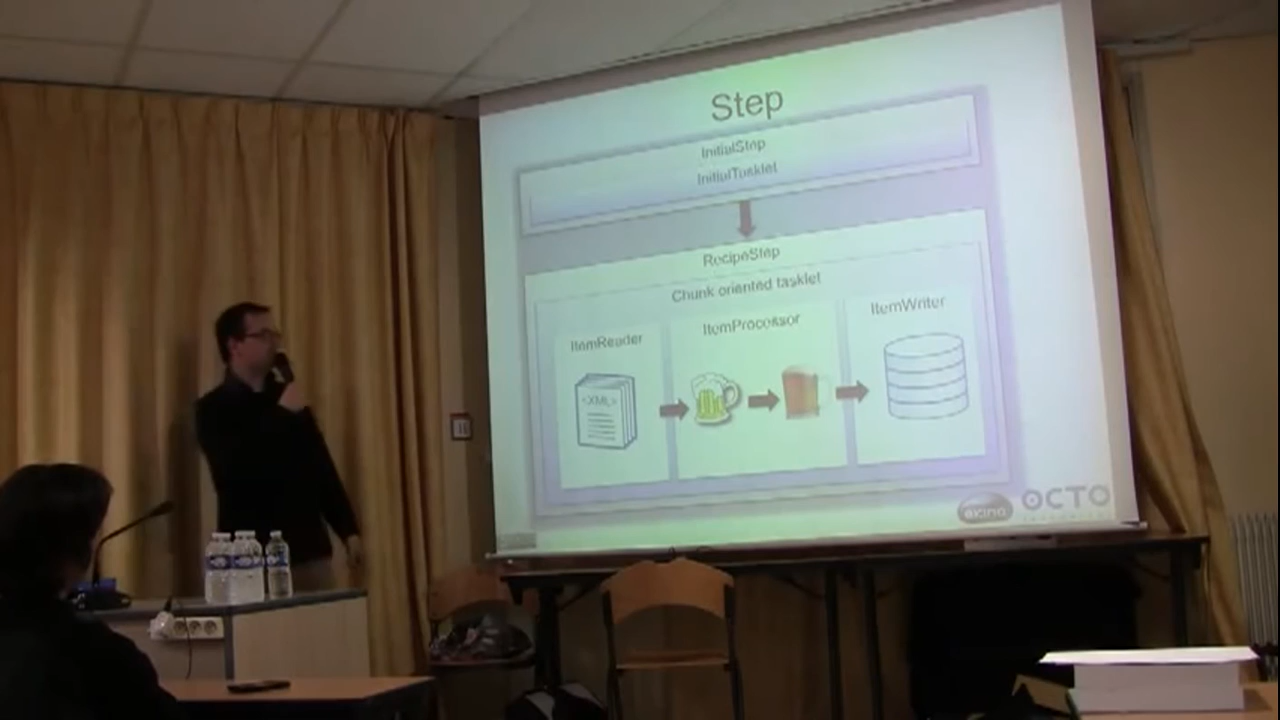 Step
InitialStep
InitialTasklet
RecipeStep
Chunk oriented tasklet
ItemReader
ItemProcessor
ItemWriter
<XML>
OCTO